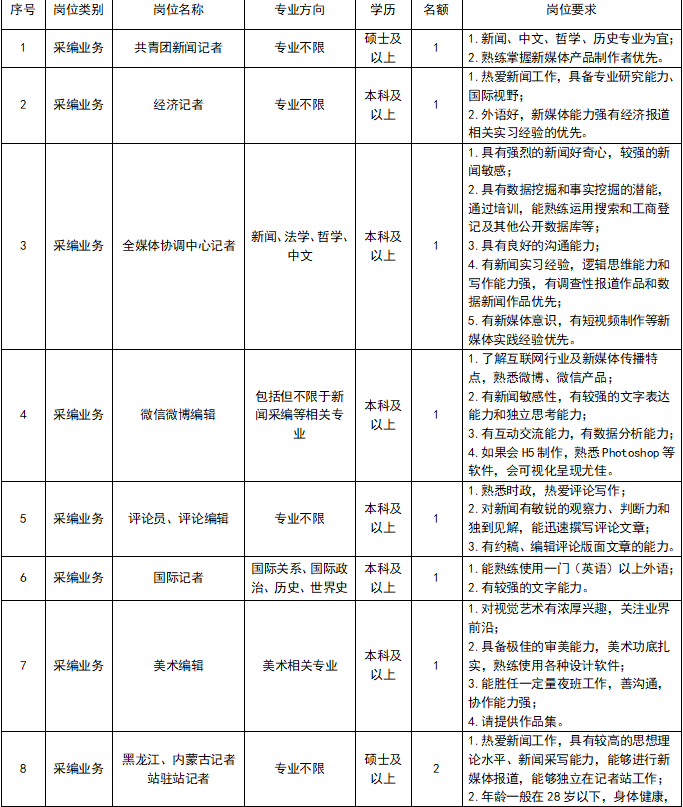 序号 岗位类别 岗位名称 专业方向 学历 名额 岗位要求
1 采编业务 共青团新闻记者 专业不限 硕士及以上 1
1.新闻、中文、哲学、历史专业为宜；
2.熟练掌握新媒体产品制作者优先。
2 采编业务 经济记者 专业不限 本科及以上 1
1.热爱新闻工作，具备专业研究能力、
国际视野；
2.外语好，新媒体能力强有经济报道
相关实习经验的优先。
3 采编业务 全媒体协调中心记者 新闻、法学、哲学、中文 本科及以上 1
1.具有强烈的新闻好奇心，较强的新
闻敏感；
2.具有数据挖掘和事实挖掘的潜能，
通过培训，能熟练运用搜索和工商登
记及其他公开数据库等；
3.具有良好的沟通能力；
4.有新闻实习经验，逻辑思维能力和
写作能力强，有调查性报道作品和数
据新闻作品优先；
5.有新媒体意识，有短视频制作等新
媒体实践经验优先。
4 采编业务 微信微博编辑 包括但不限于新闻采编等相关专业 本科及以上 1
1.了解互联网行业及新媒体传播特
点，熟悉微博、微信产品；
2.有新闻敏感性，有较强的文字表达
能力和独立思考能力；
3.有互动交流能力，有数据分析能力；
4.如果会H5制作，熟悉Photoshop等
软件，会可视化呈现尤佳。
5 采编业务 评论员、评论编辑 专业不限 本科及以上 1
1.熟悉时政，热爱评论写作；
2.对新闻有敏锐的观察力、判断力和
独到见解，能迅速撰写评论文章；
3.有约稿、编辑评论版面文章的能力。
6 采编业务 国际记者 国际关系、国际政治、历史、世界史 本科及以上 1
1.能熟练使用一门（英语）以上外语；
2.有较强的文字能力。
7 采编业务 美术编辑 美术相关专业 本科及以上 1
1.对视觉艺术有浓厚兴趣，关注业界
前沿；
2.具备极佳的审美能力，美术功底扎
实，熟练使用各种设计软件；
3.能胜任一定量夜班工作，善沟通，
协作能力强；
4.请提供作品集。
8 采编业务 黑龙江、内蒙古记者站驻站记者 专业不限 硕士及以上 2
1.热爱新闻工作，具有较高的思想理
论水平、新闻采写能力，能够进行新
媒体报道，能够独立在记者站工作；
2.年龄一般在28岁以下，身体健康，